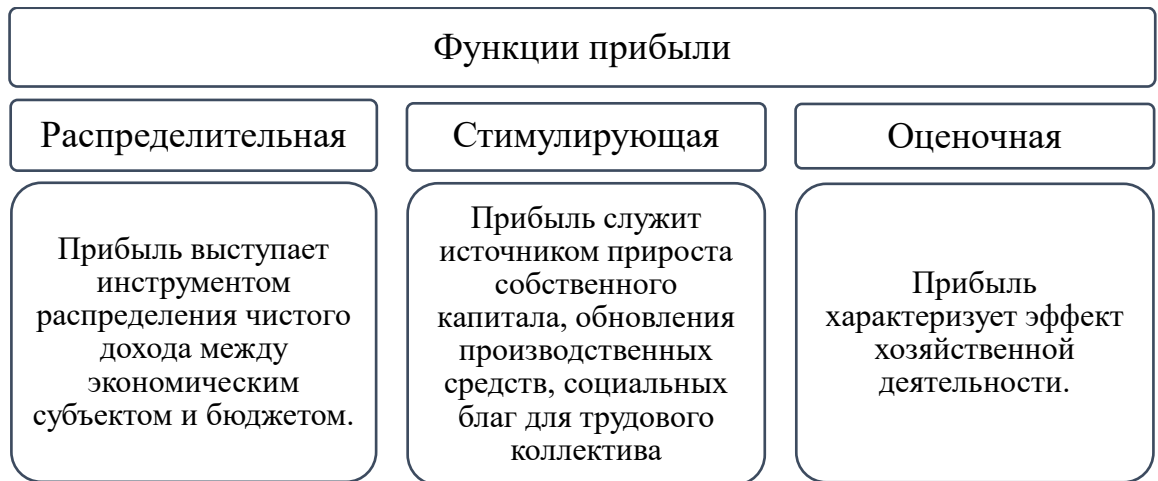 Функции прибыли
Распределительная
Стимулирующая
Оценочная
Прибыль выступает
инструментом
распределения чистого
дохода между
экономическим
субъектом и бюджетом.
Прибыль служит
источником прироста
собственного
капитала, обновления
производственных
средств, социальных
благ для трудового
коллектива
Прибыль
характеризует эффект
хозяйственной
деятельности.